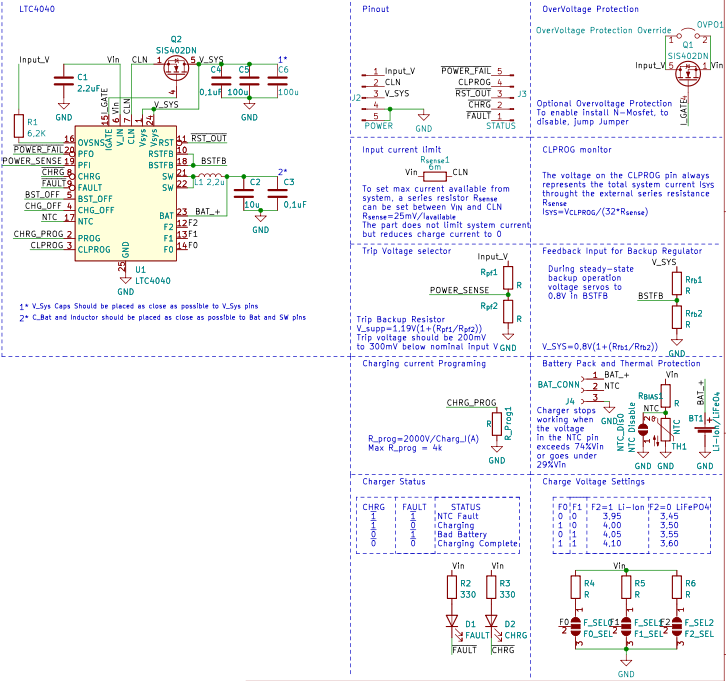 LTC4040
Q2
SIS402DN
Input_V
Vin
CLN
V_SYS
1*
C1
2.2uF
C4
0,1uF
C5
100u
C6
100u
GND
GND
V_SYS
R1
6,2K
I_GATE
Vin
CLN
15
6
7
1
24
IGATE
V_IN
CLN
Vsys
Vsys
POWER_FAIL
POWER_SENSE
CHRG
FAULT
BST_OFF
CHG_OFF
NTC
CHRG_PROG
CLPROG
16
20
19
8
9
5
4
17
2
3
OVSNS
PFO
PFI
CHRG
FAULT
BST_OFF
CHG_OFF
NTC
PROG
CLPROG
RST
RSTFB
BSTFB
SW
SW
BAT
F2
F1
F0
11
10
18
21
22
23
12
13
14
RST_OUT
BSTFB
L1 2,2u
2*
C2
10u
C3
0,1uF
BAT_+
GND
F2
F1
F0
GND
25
GND
U1
LTC4040
1* V_Sys Caps Should be placed as close as possible to V_Sys pins
2* C_Bat and Inductor should be placed as close as possible to Bat and SW pins
Pinout
J2
1 Input_V
2 CLN
3 V_SYS
4
5
POWER
GND
POWER_FAIL 5
CLPROG 4
RST_OUT 3
CHRG 2
FAULT 1
J3
STATUS
OverVoltage Protection
OverVoltage Protection Override
OVP01
Q1
SIS402DN
Input_V
Vin
I_GATE
Optional Overvoltage Protection
To enable install N-Mosfet, to
disable, jump Jumper
Input current limit
Rsense1
Vin
6m
CLN
To set max current available from
system, a series resistor Rsense
can be set between VIN and CLN
Rsense=25mV/Iavailable
The part does not limit system current
but reduces charge current to 0
CLPROG monitor
The voltage on the CLPROG pin always
represents the total system current ISYS
throught the external series resistance
Rsense
ISYS=VCLPROG/(32*Rsense)
Trip Voltage selector
Input_V
Rpf1
R
POWER_SENSE
Rpf2
R
GND
Trip Backup Resistor
V_supp=1.19V(1+(Rpf1/Rpf2))
Trip voltage should be 200mV
to 300mV below nominal input V
Feedback Input for Backup Regulator
During steady-state
backup operation
voltage servos to
0.8V in BSTFB
V_SYS
Rfb1
R
BSTFB
Rfb2
R
GND
V_SYS=0.8V(1+(Rfb1/Rfb2))
Charging current Programing
CHRG_PROG
R
R_Prog1
GND
R_prog=2000V/Charg_I(A)
Max R_prog = 4k
Battery Pack and Thermal Protection
BAT_CONN
1 BAT_+
2 NTC
3
J4
GND
Charger stops
working when
the voltage
in the NTC pin
exceeds 74%Vin
or goes under
29%Vin
Vin
RBIAS1
R
NTC
NTC_Dis0
NTC_Disable
NTC
TH1
BAT_+
BT1
Li-Ion/LiFeO4
GND
GND
GND
Charger Status
CHRG FAULT STATUS
1 1 NTC Fault
1 0 Charging
0 1 Bad Battery
0 0 Charging Complete
Vin
Vin
R2
330
R3
330
D1
FAULT
D2
CHRG
FAULT
CHRG
Charge Voltage Settings
F0 F1 F2=1 Li-Ion F2=0 LiFePO4
0 0 3,95 3,45
1 0 4,00 3,50
0 1 4,05 3,55
1 1 4,10 3,60
Vin
R4
R
R5
R
R6
R
F0
F_SEL0
F0_SEL
F1
F_SEL1
F1_SEL
F2
F_SEL2
F2_SEL
GND